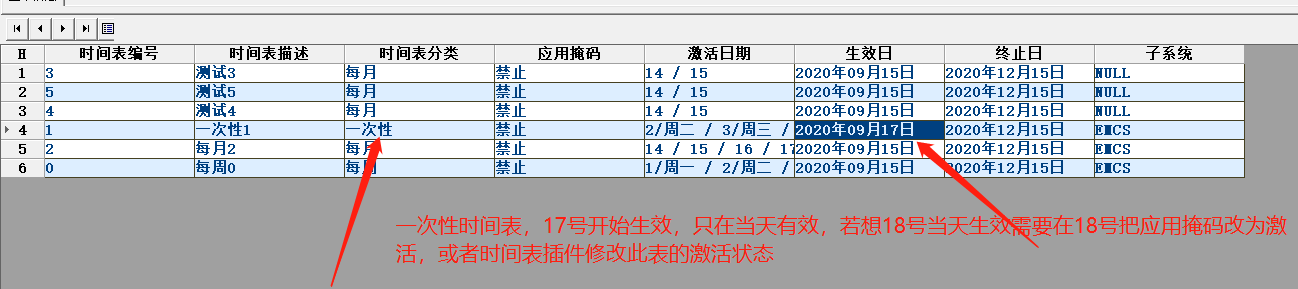 H 时间表编号 时间表描述 时间表分类 应用掩码 激活日期 生效日 终止日 子系统
1 3 测试3 每月 禁止 14 / 15 2020年09月15日 2020年12月15日 NULL
2 5 测试5 每月 禁止 14 / 15 2020年09月15日 2020年12月15日 NULL
3 4 测试4 每月 禁止 14 / 15 2020年09月15日 2020年12月15日 NULL
4 1 一次性1 一次性 禁止 2/周二 / 3/周三 / 2020年09月17日 2020年12月15日 EMCS
5 2 每月2 每月 禁止 14 / 15 / 16 / 17 2020年09月15日 2020年12月15日 EMCS
6 0 每周0 每周 禁止 1/周一 / 2/周二 / 2020年09月15日 2020年12月15日 EMCS
一次性时间表，17号开始生效，只在当天有效，若想18号当天生效需要在18号把应用掩码改为激
活，或者时间表插件修改此表的激活状态